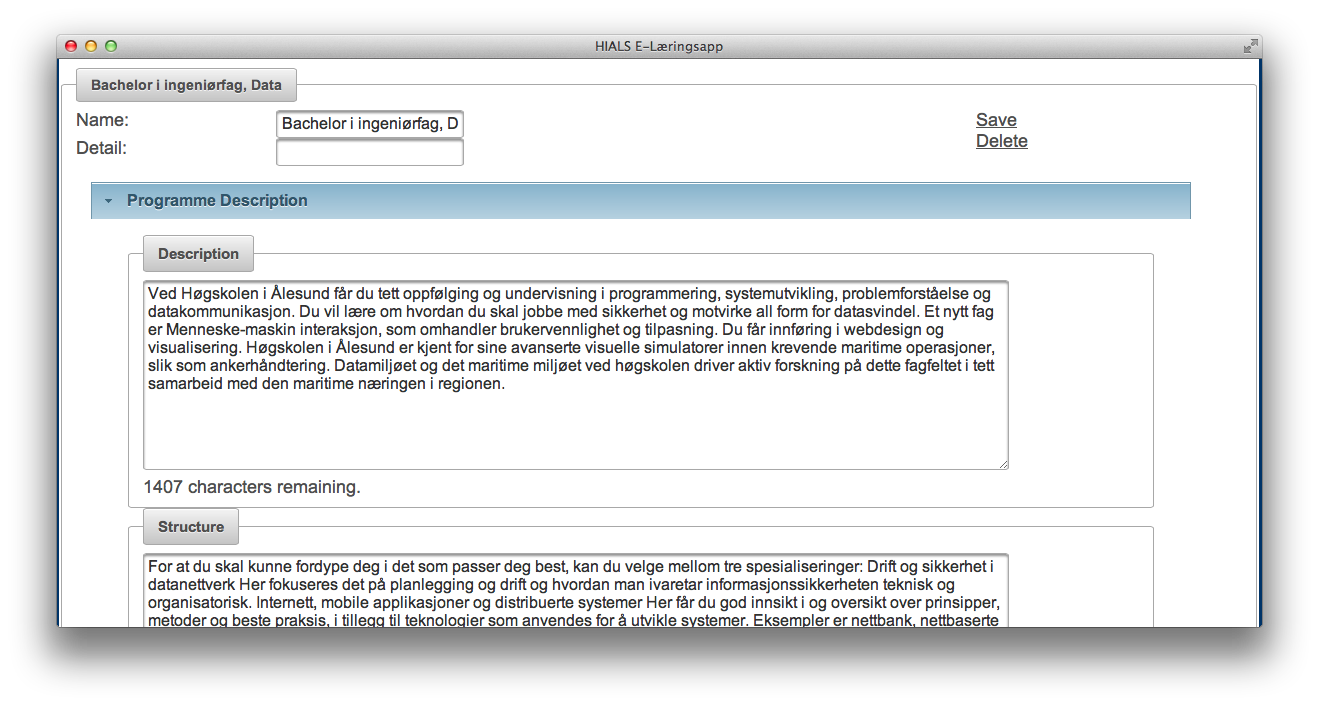 HIALS E-Læringsapp
Bachelor i ingeniørfag, Data
Name:
Bachelor i ingeniørfag, D
Save
Detail:
Delete
Programme Description
Description
Ved Høgskolen i Ålesund får du tett oppfølging og undervisning i programmering, systemutvikling, problemforståelse og
datakommunikasjon. Du vil lære om hvordan du skal jobbe med sikkerhet og motvirke all form for datasvindel. Et nytt fag
er Menneske-maskin interaksjon, som omhandler brukervennlighet og tilpasning. Du får innføring i webdesign og
visualisering. Høgskolen i Ålesund er kjent for sine avanserte visuelle simulatorer innen krevende maritime operasjoner,
slik som ankerhåndtering. Datamiljøet og det maritime miljøet ved høgskolen driver aktiv forskning på dette fagfeltet i tett
samarbeid med den maritime næringen i regionen.
1407 characters remaining.
Structure
For at du skal kunne fordype deg i det som passer deg best, kan du velge mellom tre spesialiseringer: Drift og sikkerhet i
datanettverk Her fokuseres det på planlegging og drift og hvordan man ivaretar informasjonssikkerheten teknisk og
organisatorisk. Internett, mobile applikasjoner og distribuerte systemer Her får du god innsikt i og oversikt over prinsipper,
metoder og beste praksis, i tillegg til teknologier som anvendes for å utvikle systemer. Eksempler er nettbank, nettbaserte